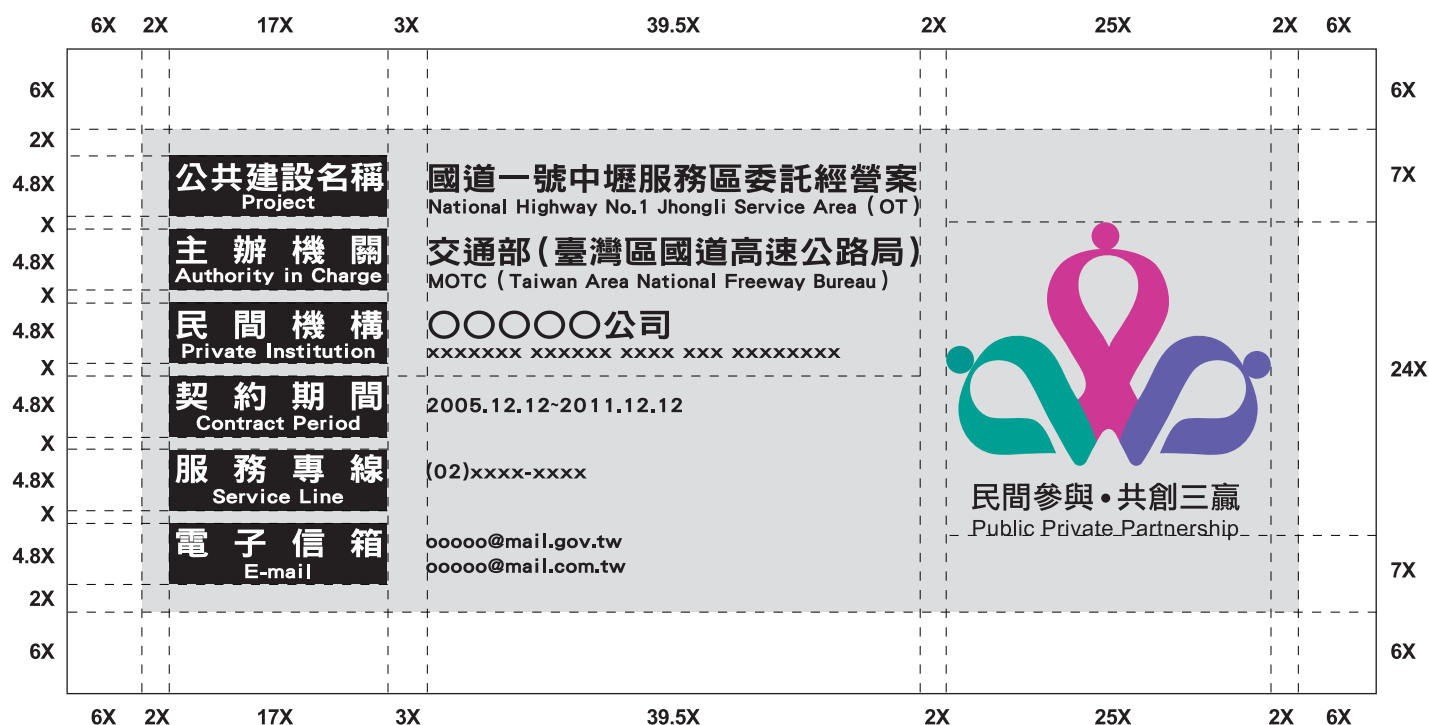 6X 2X 17X 3X 39.5X 2X 25X 2X 6X
6X
6X
2X
4.8X
公共建設名稱
Project
國道一號中壢服務區委託經營案
National Highway No.1 Jhongli Service Area（OT）
7X
X
4.8X
主辦機關
Authority in Charge
交通部(臺灣區國道高速公路局)
MOTC（Taiwan Area National Freeway Bureau）
X
4.8X
民間機構
Private Institution
○○○○○公司
xxxxxxx xxxxxx xxxx xxx xxxxxxxx
X
24X
4.8X
契約期間
Contract Period
2005.12.12~2011.12.12
X
4.8X
服務專線
Service Line
(02)xxxx-xxxx
民間參與•共創三贏
Public Private Partnership
X
4.8X
電子信箱
E-mail
ooooo@mail.gov.tw
ooooo@mail.com.tw
7X
2X
6X
6X
6X 2X 17X 3X 39.5X 2X 25X 2X 6X